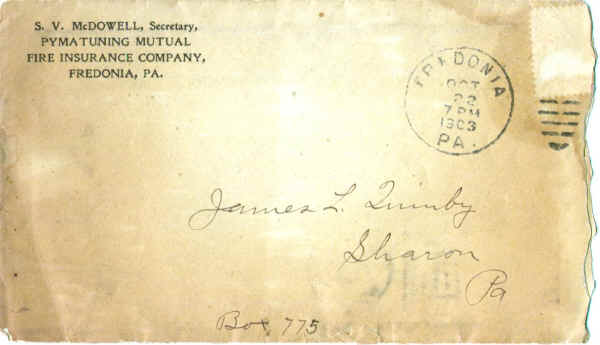 S. V. McDOWELL, Secretary,
PYMATUNING MUTUAL
FIRE INSURANCE COMPANY,
FREDONIA, PA.
FREDONIA
OCT
22
7 PM
1903
PA.
James L. Quimby
Sharon
Pa
Box 775